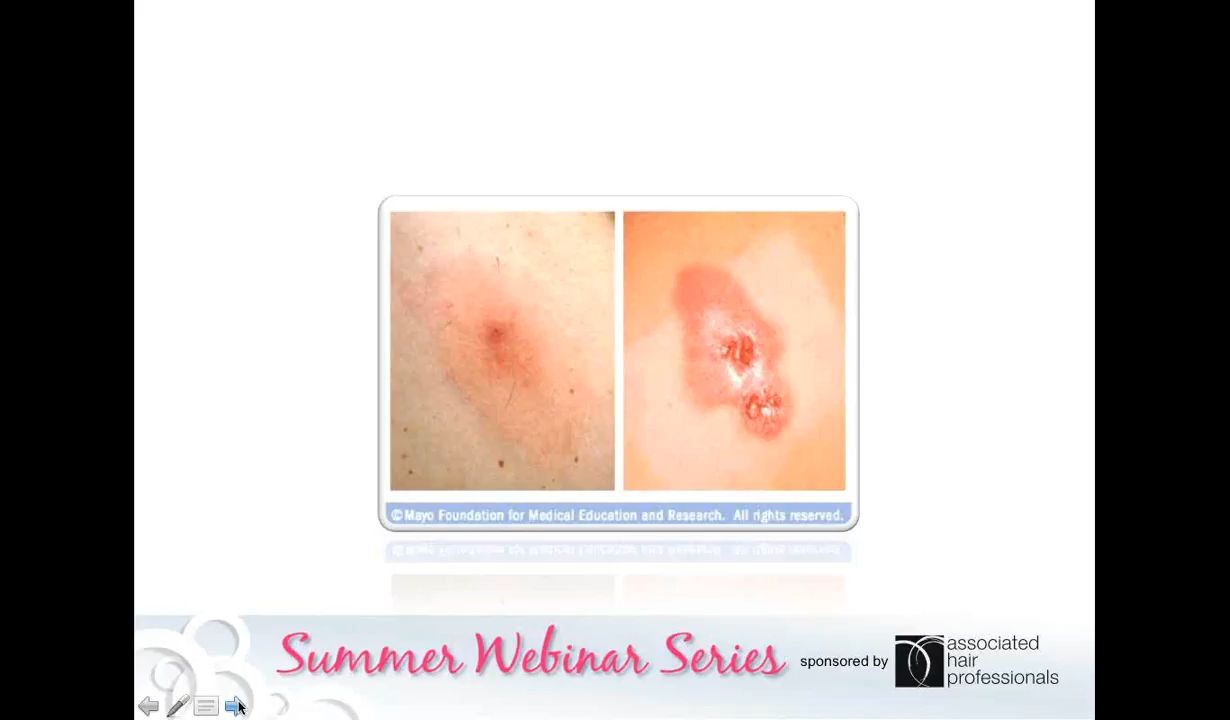 ©Mayo Foundation for Medical Education and Research. All rights reserved.
Summer Webinar Series
sponsored by
associated
hair
professionals